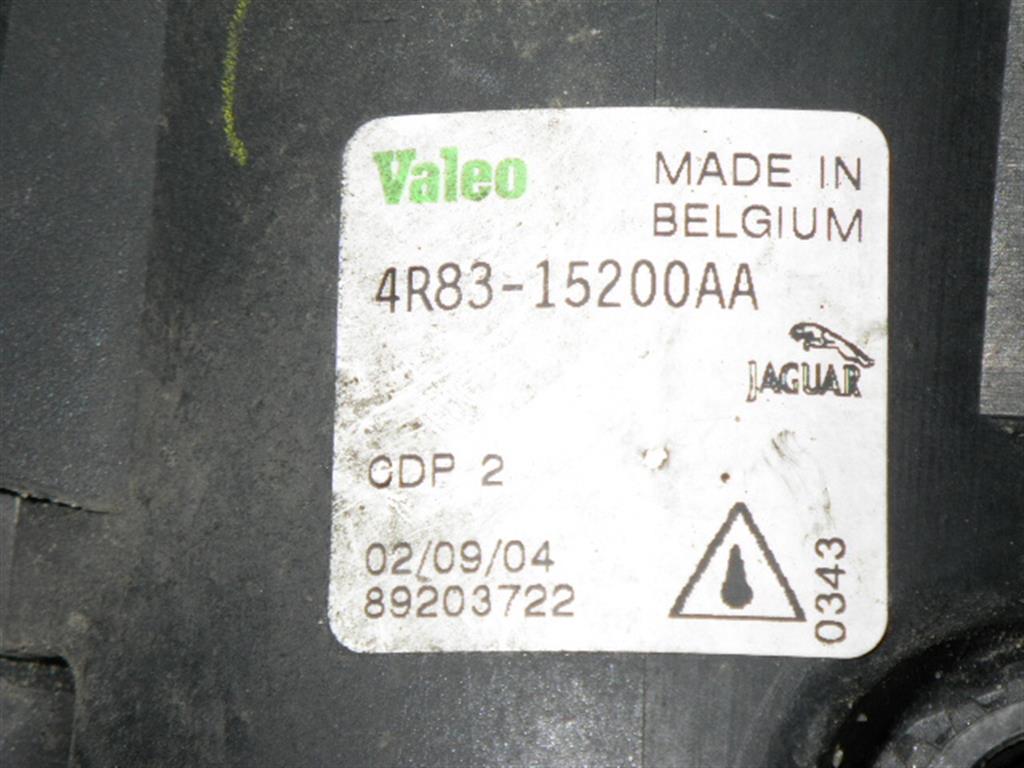 Valeo
MADE IN
BELGIUM
4R83-15200AA
JAGUAR
CDP 2
02/09/04
89203722
0343